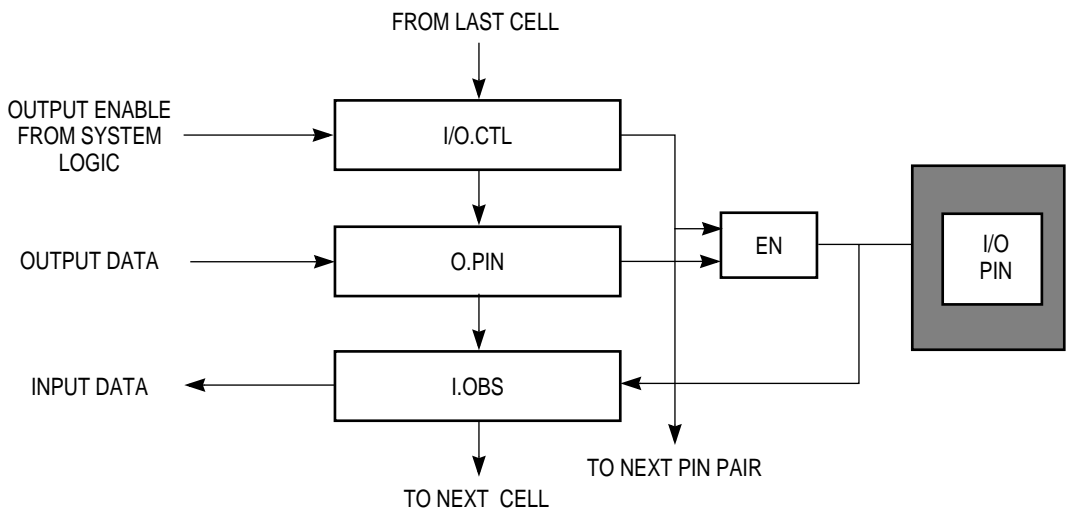 FROM LAST CELL
OUTPUT ENABLE
FROM SYSTEM
LOGIC
I/O.CTL
OUTPUT DATA
O.PIN
EN
I/O
PIN
INPUT DATA
I.OBS
TO NEXT PIN PAIR
TO NEXT CELL